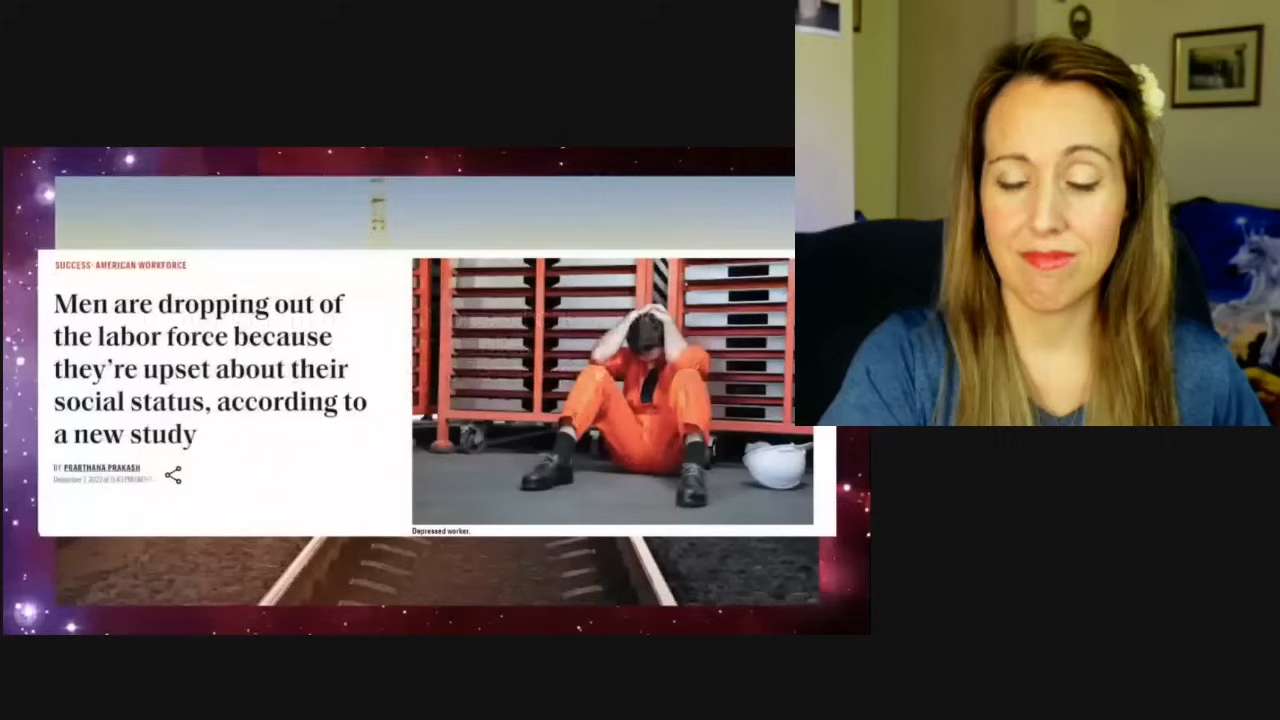 SUCCESS· AMERICAN WORKFORCE
Men are dropping out of
the labor force because
they’re upset about their
social status, according to
a new study
BY PRARTHANA PRAKASH
Depressed worker.